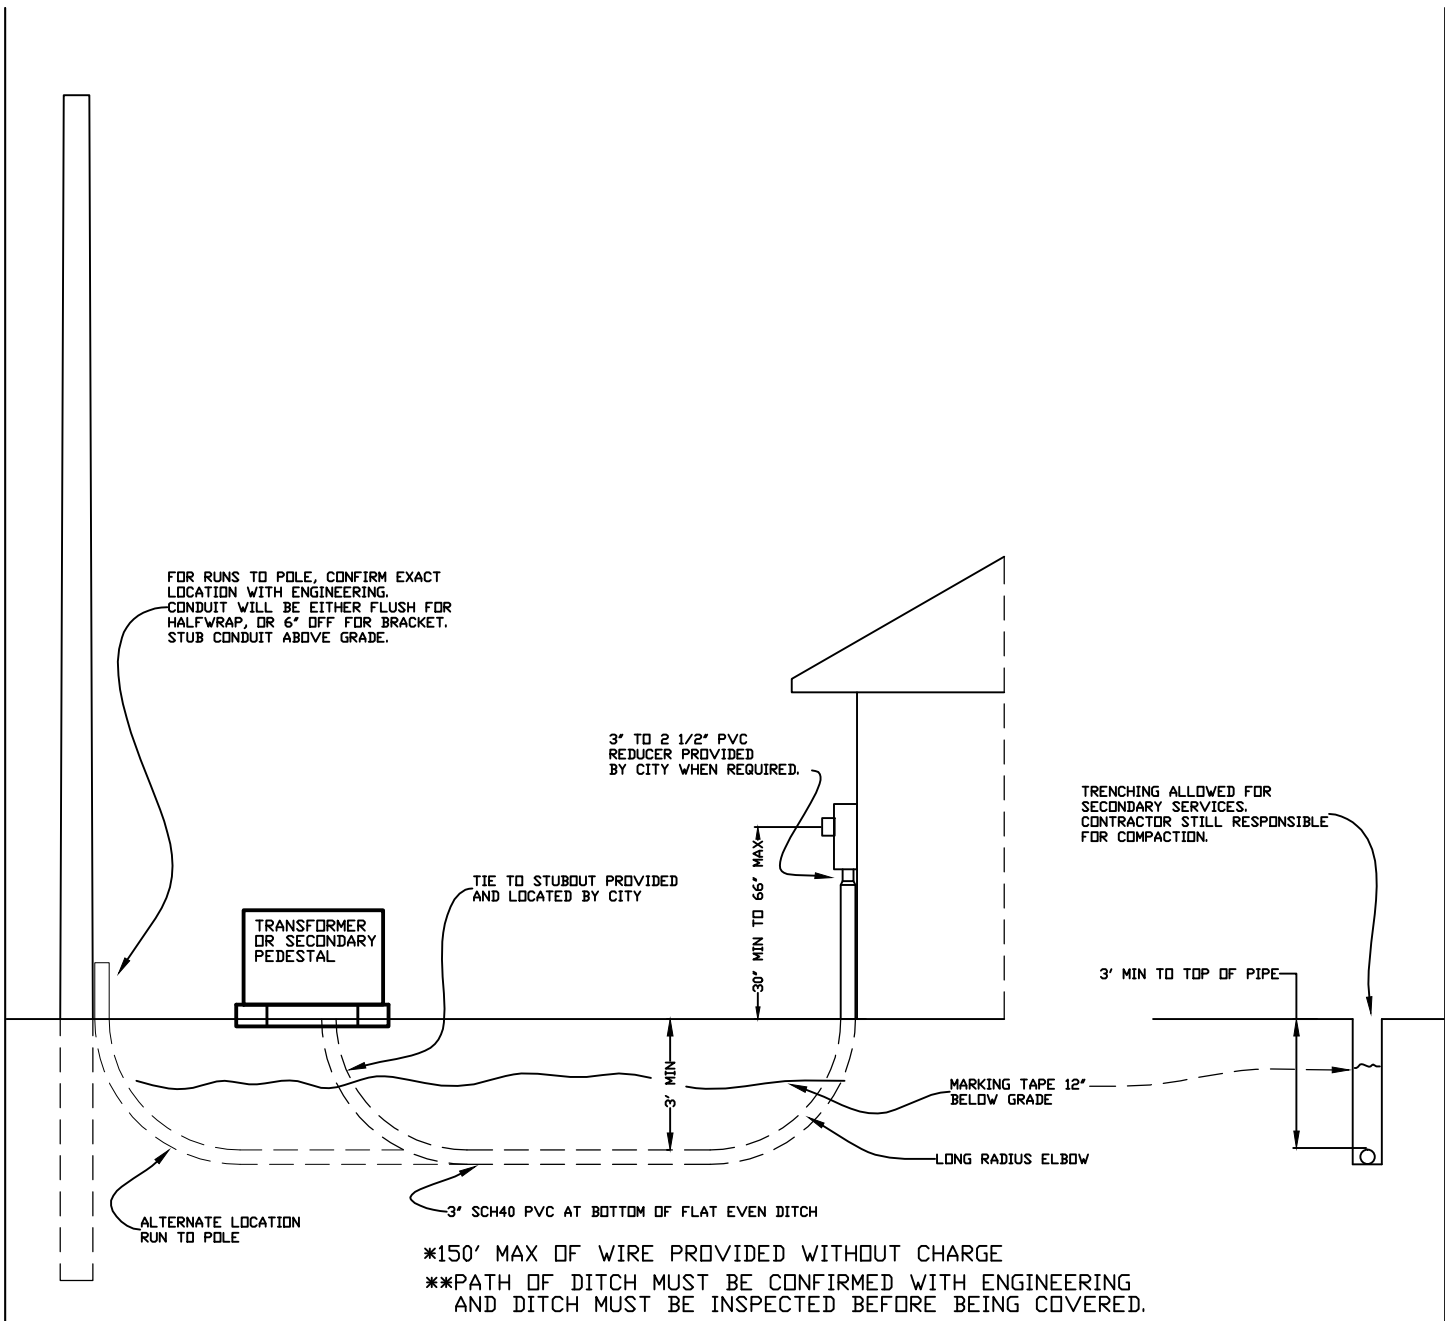 FOR RUNS TO POLE, CONFIRM EXACT
LOCATION WITH ENGINEERING.
CONDUIT WILL BE EITHER FLUSH FOR
HALFWRAP, OR 6" OFF FOR BRACKET.
STUB CONDUIT ABOVE GRADE.
3" TO 2 1/2" PVC
REDUCER PROVIDED
BY CITY WHEN REQUIRED.
TRENCHING ALLOWED FOR
SECONDARY SERVICES.
CONTRACTOR STILL RESPONSIBLE
FOR COMPACTION.
30" MIN TO 66" MAX
TIE TO STUBOUT PROVIDED
AND LOCATED BY CITY
TRANSFORMER
OR SECONDARY
PEDESTAL
3' MIN TO TOP OF PIPE
3' MIN
MARKING TAPE 12"
BELOW GRADE
LONG RADIUS ELBOW
3" SCH40 PVC AT BOTTOM OF FLAT EVEN DITCH
ALTERNATE LOCATION
RUN TO POLE
*150' MAX OF WIRE PROVIDED WITHOUT CHARGE
**PATH OF DITCH MUST BE CONFIRMED WITH ENGINEERING
AND DITCH MUST BE INSPECTED BEFORE BEING COVERED.